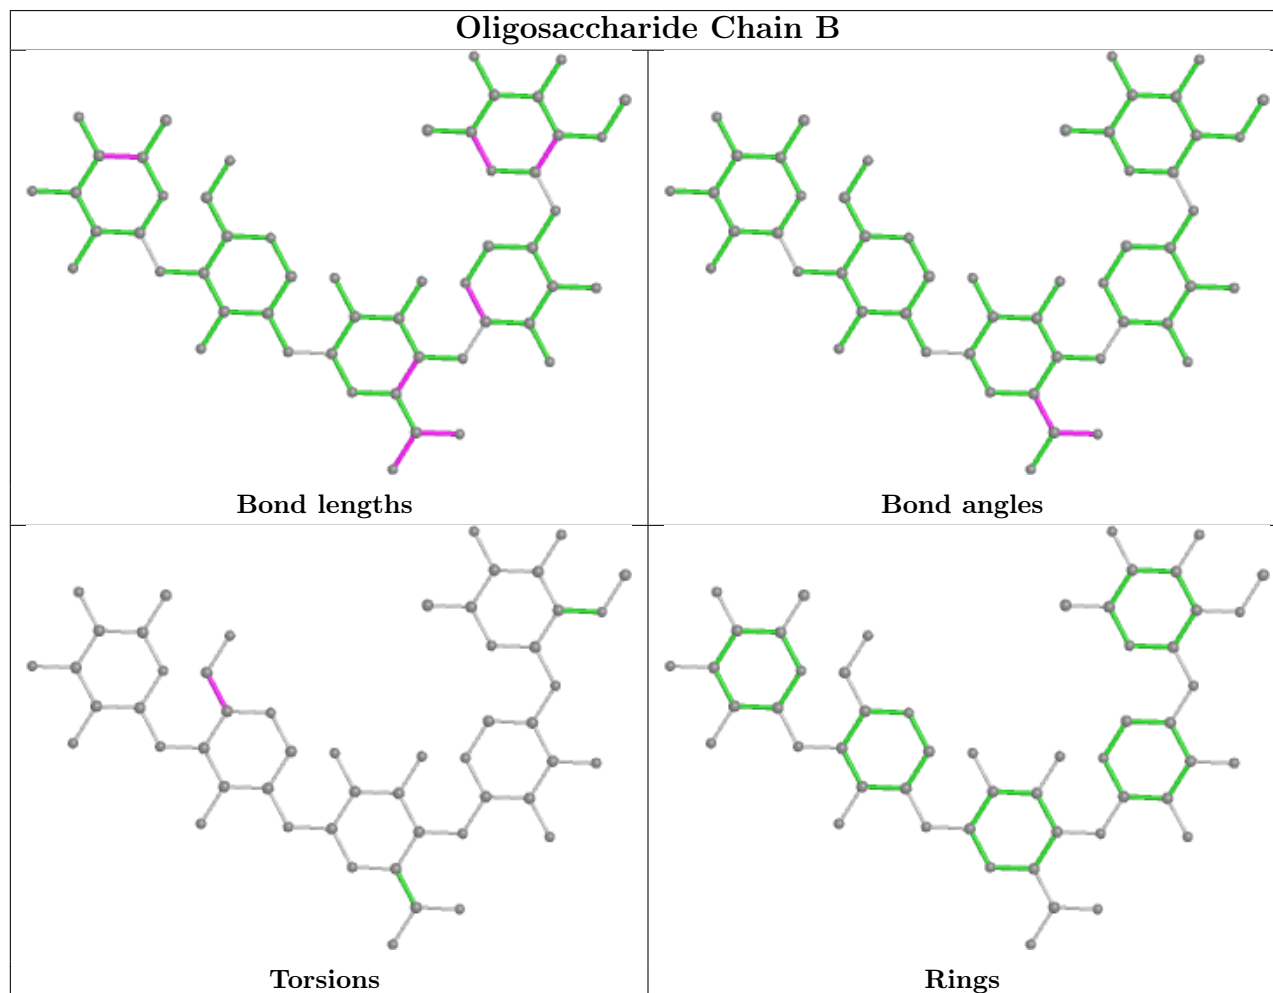 Oligosaccharide Chain B
Bond lengths
Bond angles
Torsions
Rings